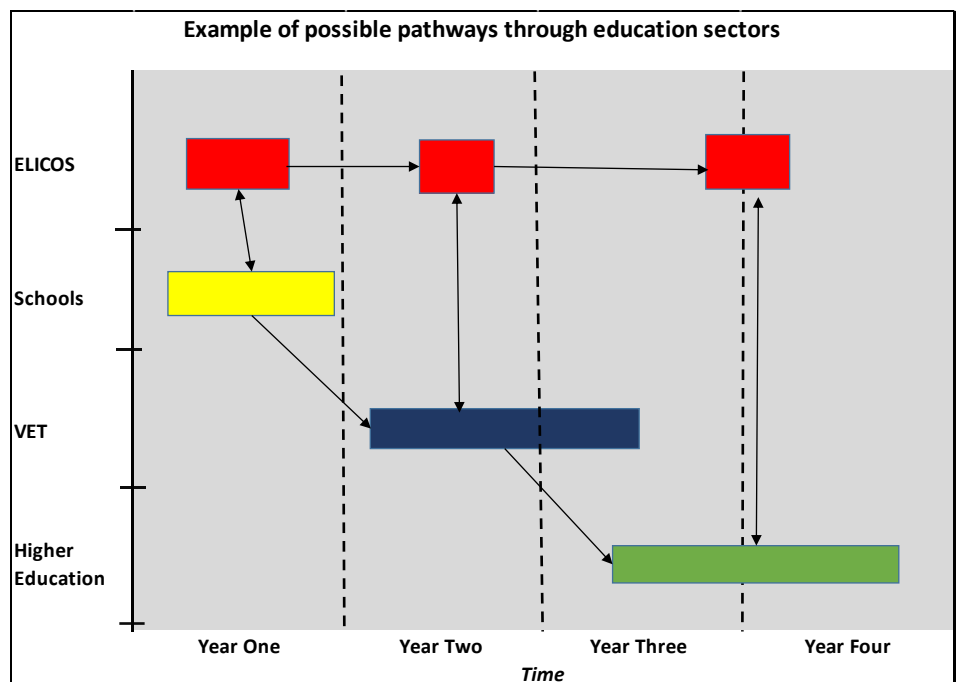 Example of possible pathways through education sectors
ELICOS
Schools
VET
Higher
Education
Year One
Year Two
Year Three
Year Four
Time